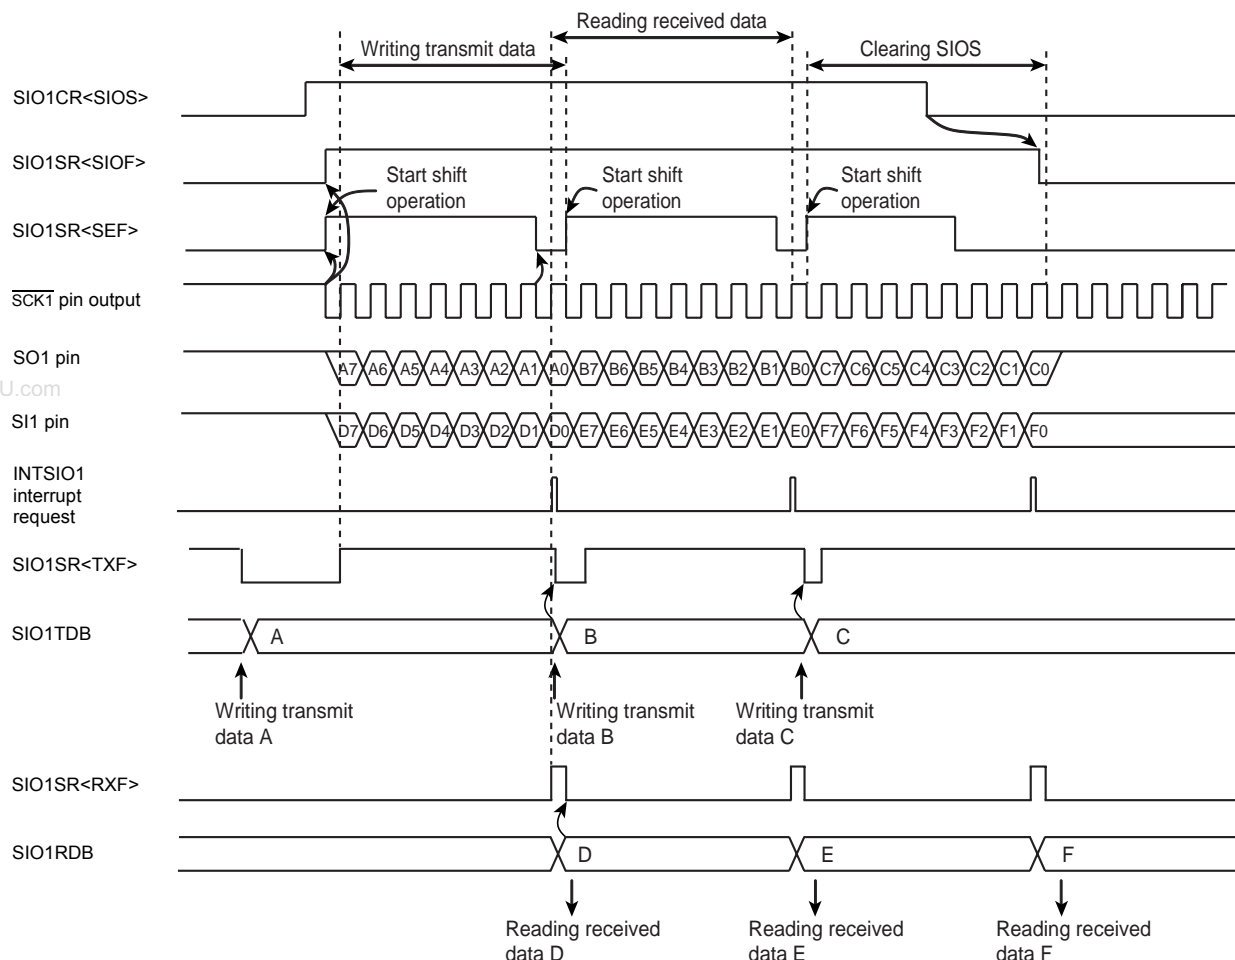 Reading received data
Writing transmit data
Clearing SIOS
SIO1CR<SIOS>
SIO1SR<SIOF>
Start shift
operation
Start shift
operation
Start shift
operation
SIO1SR<SEF>
SCK1 pin output
SO1 pin
A7 A6 A5 A4 A3 A2 A1 A0 B7 B6 B5 B4 B3 B2 B1 B0 C7 C6 C5 C4 C3 C2 C1 C0
U.com
SI1 pin
D7 D6 D5 D4 D3 D2 D1 D0 E7 E6 E5 E4 E3 E2 E1 E0 F7 F6 F5 F4 F3 F2 F1 F0
INTSIO1
interrupt
request
SIO1SR<TXF>
SIO1TDB
A
B
C
Writing transmit
data A
Writing transmit
data B
Writing transmit
data C
SIO1SR<RXF>
SIO1RDB
D
E
F
Reading received
data D
Reading received
data E
Reading received
data F